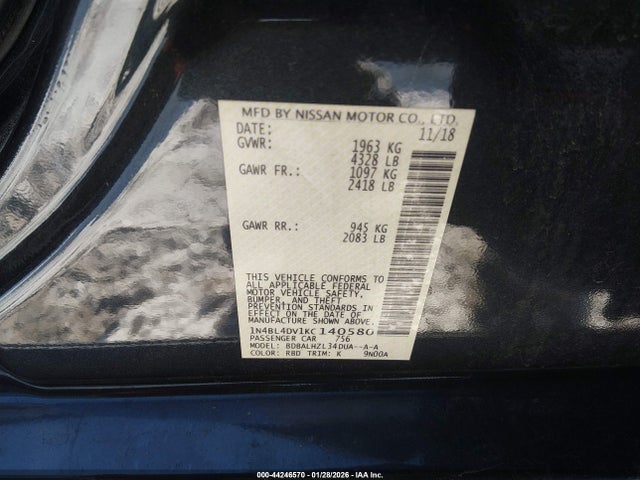 MFD BY NISSAN MOTOR CO., LTD.
DATE: 11/18
GVWR: 1963 KG
4328 LB
GAWR FR.: 1097 KG
2418 LB
GAWR RR.: 945 KG
2083 LB
THIS VEHICLE CONFORMS TO
ALL APPLICABLE FEDERAL
MOTOR VEHICLE SAFETY,
BUMPER, AND THEFT
PREVENTION STANDARDS IN
EFFECT ON THE DATE OF
MANUFACTURE SHOWN ABOVE.
1N4BL4DV1KC140580
PASSENGER CAR 756
MODEL: BDBALHZL34DUA--A-A
COLOR: RBD TRIM: K 9N00A
000-44246570 | 01/28/2026 - IAA Inc.